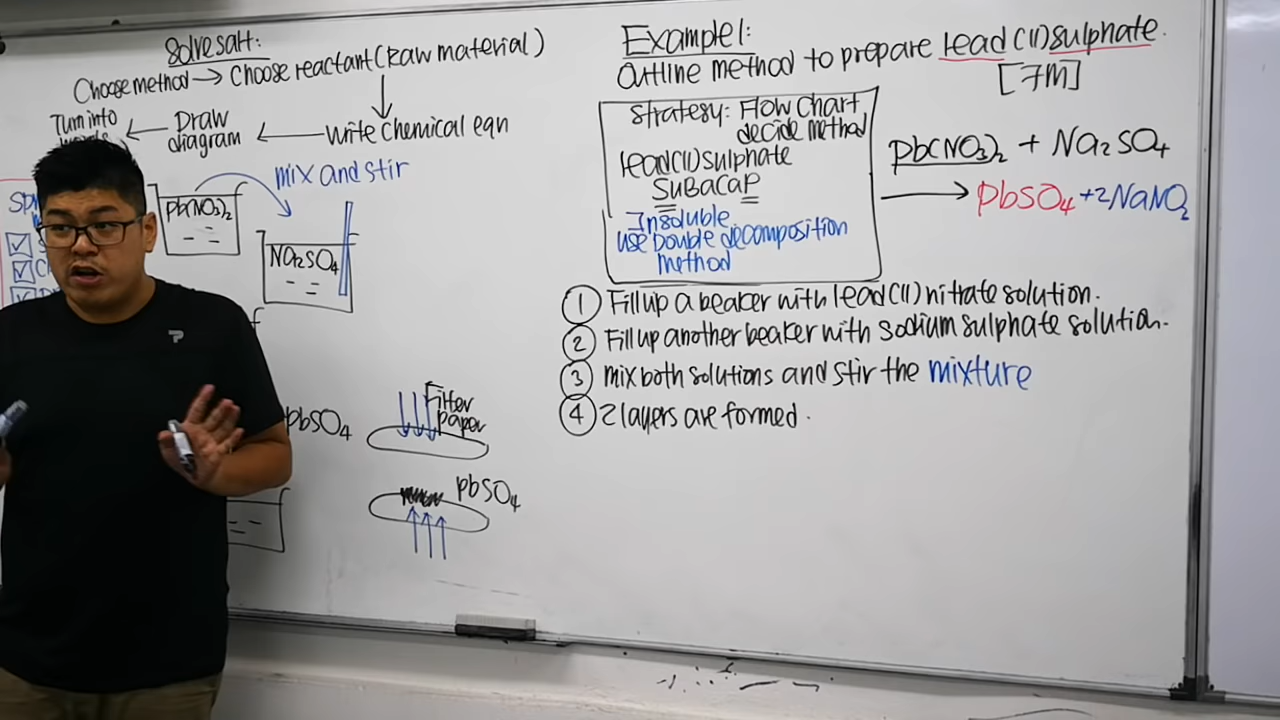 Solve salt:
Choose method → Choose reactant (Raw material)
Write chemical eqn
Draw diagram
Turn into
mix and stir
Pb(NO3)2
Na2SO4
PbSO4
Filter paper
PbSO4
Example 1:
Outline method to prepare lead (II) sulphate.
[7M]
Strategy: Flow Chart
decide method
lead(II) sulphate
SUBACAP
Insoluble
use Double decomposition
method
Pb(NO3)2 + Na2SO4
→ PbSO4 + 2NaNO2
① Fill up a beaker with lead(II) nitrate solution.
② Fill up another beaker with sodium sulphate solution.
③ mix both solutions and stir the mixture
④ 2 layers are formed.